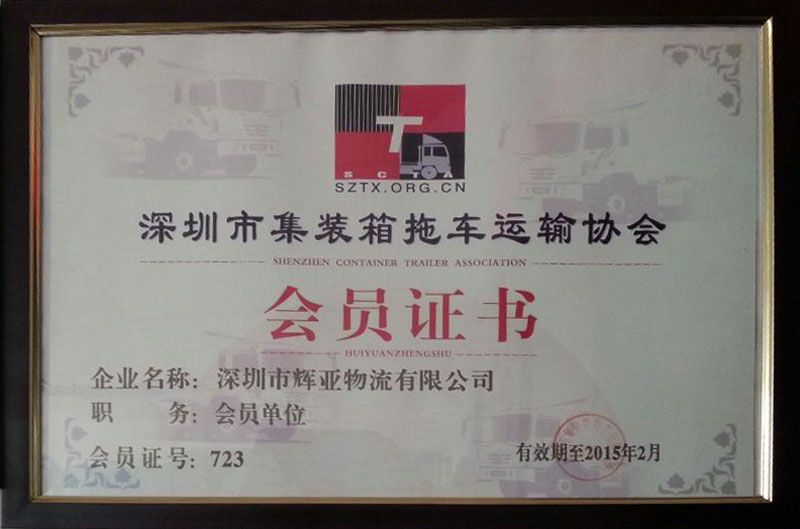 T
SCTA
SZTX.ORG.CN
深圳市集装箱拖车运输协会
SHENZHEN CONTAINER TRAILER ASSOCIATION
会员证书
HUIYUANZHENGSHU
企业名称：深圳市辉亚物流有限公司
职 务：会员单位
会员证号：723
有效期至2015年2月